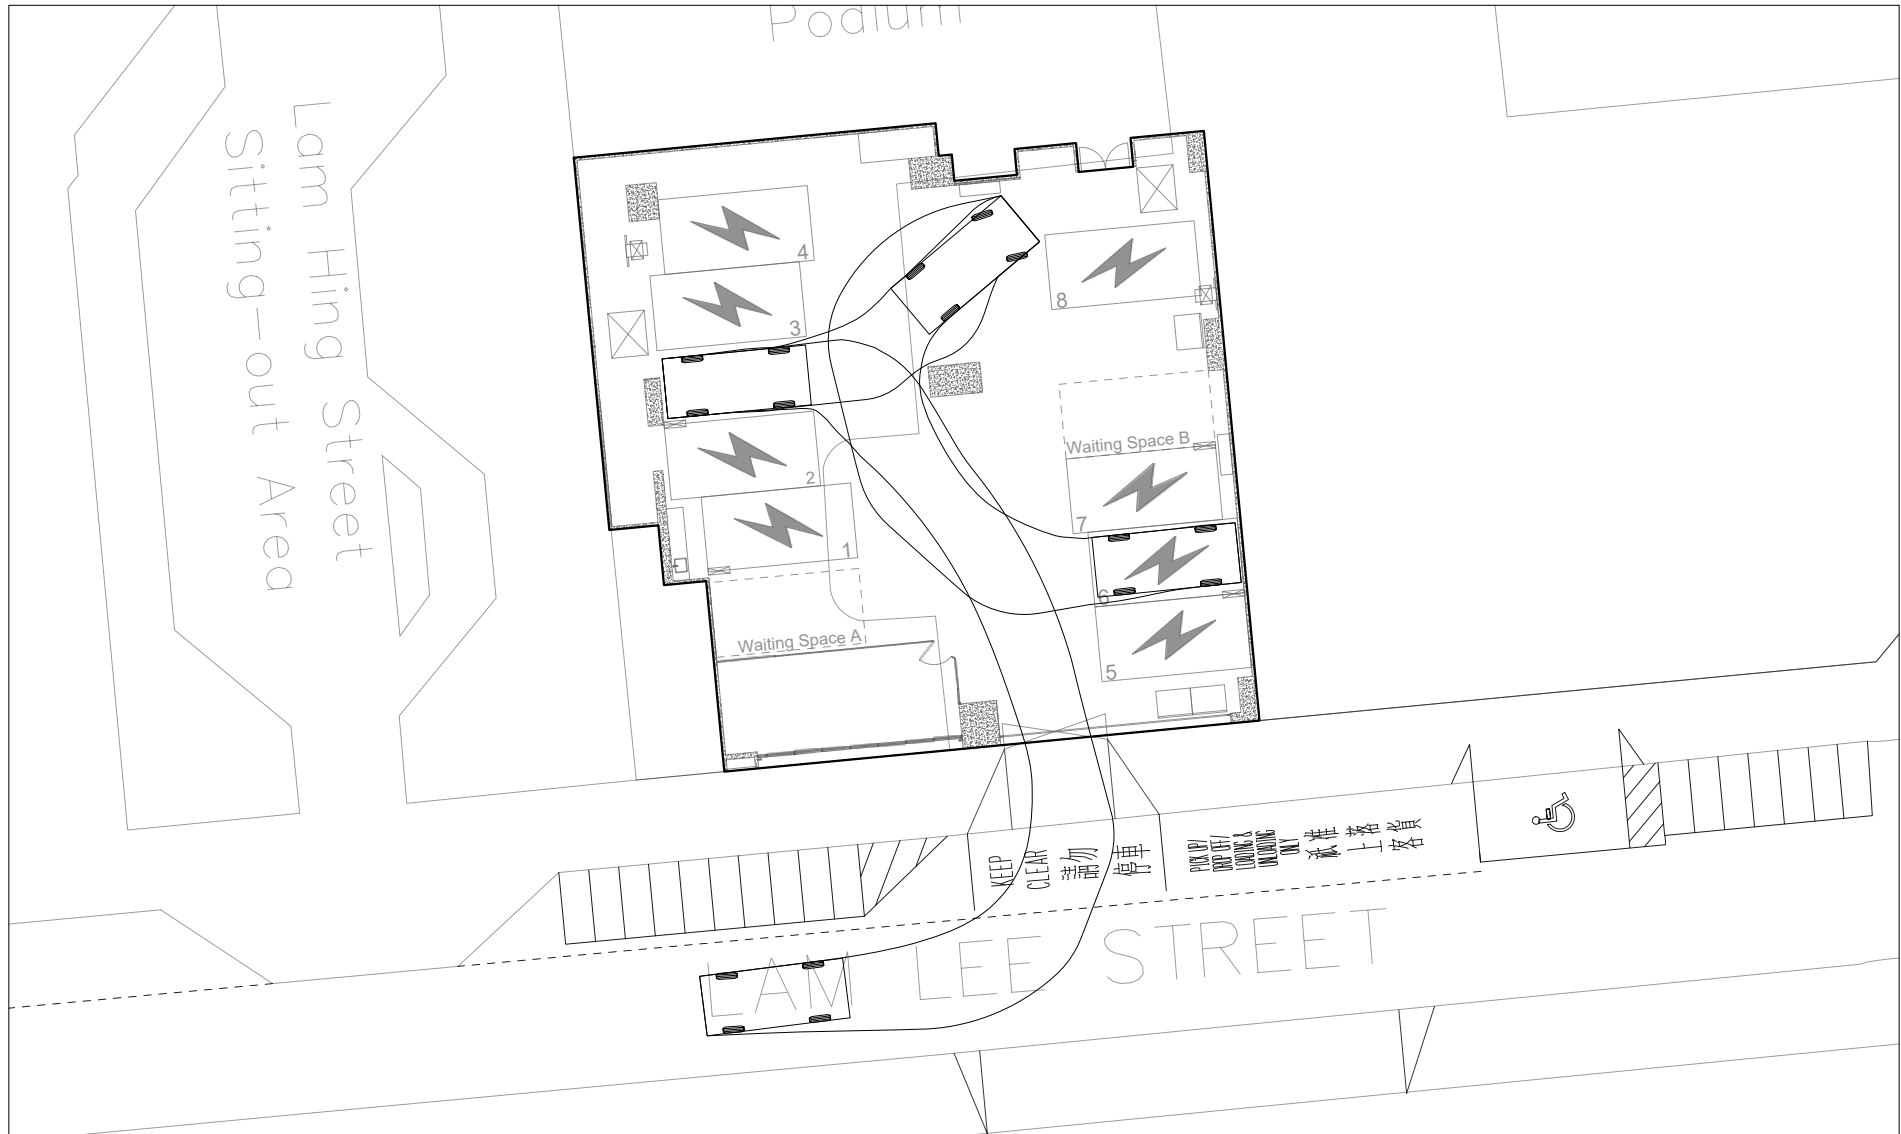 Podium
Lam Hing Street
Sitting-out Area
4
3
8
Waiting Space B
2
7
1
6
Waiting Space A
5
KEEP
CLEAR
請勿
停車
PICK UP/
DROP OFF/
LOADING &
UNLOADING
ONLY
祇准
上落
客貨
LAM LEE STREET